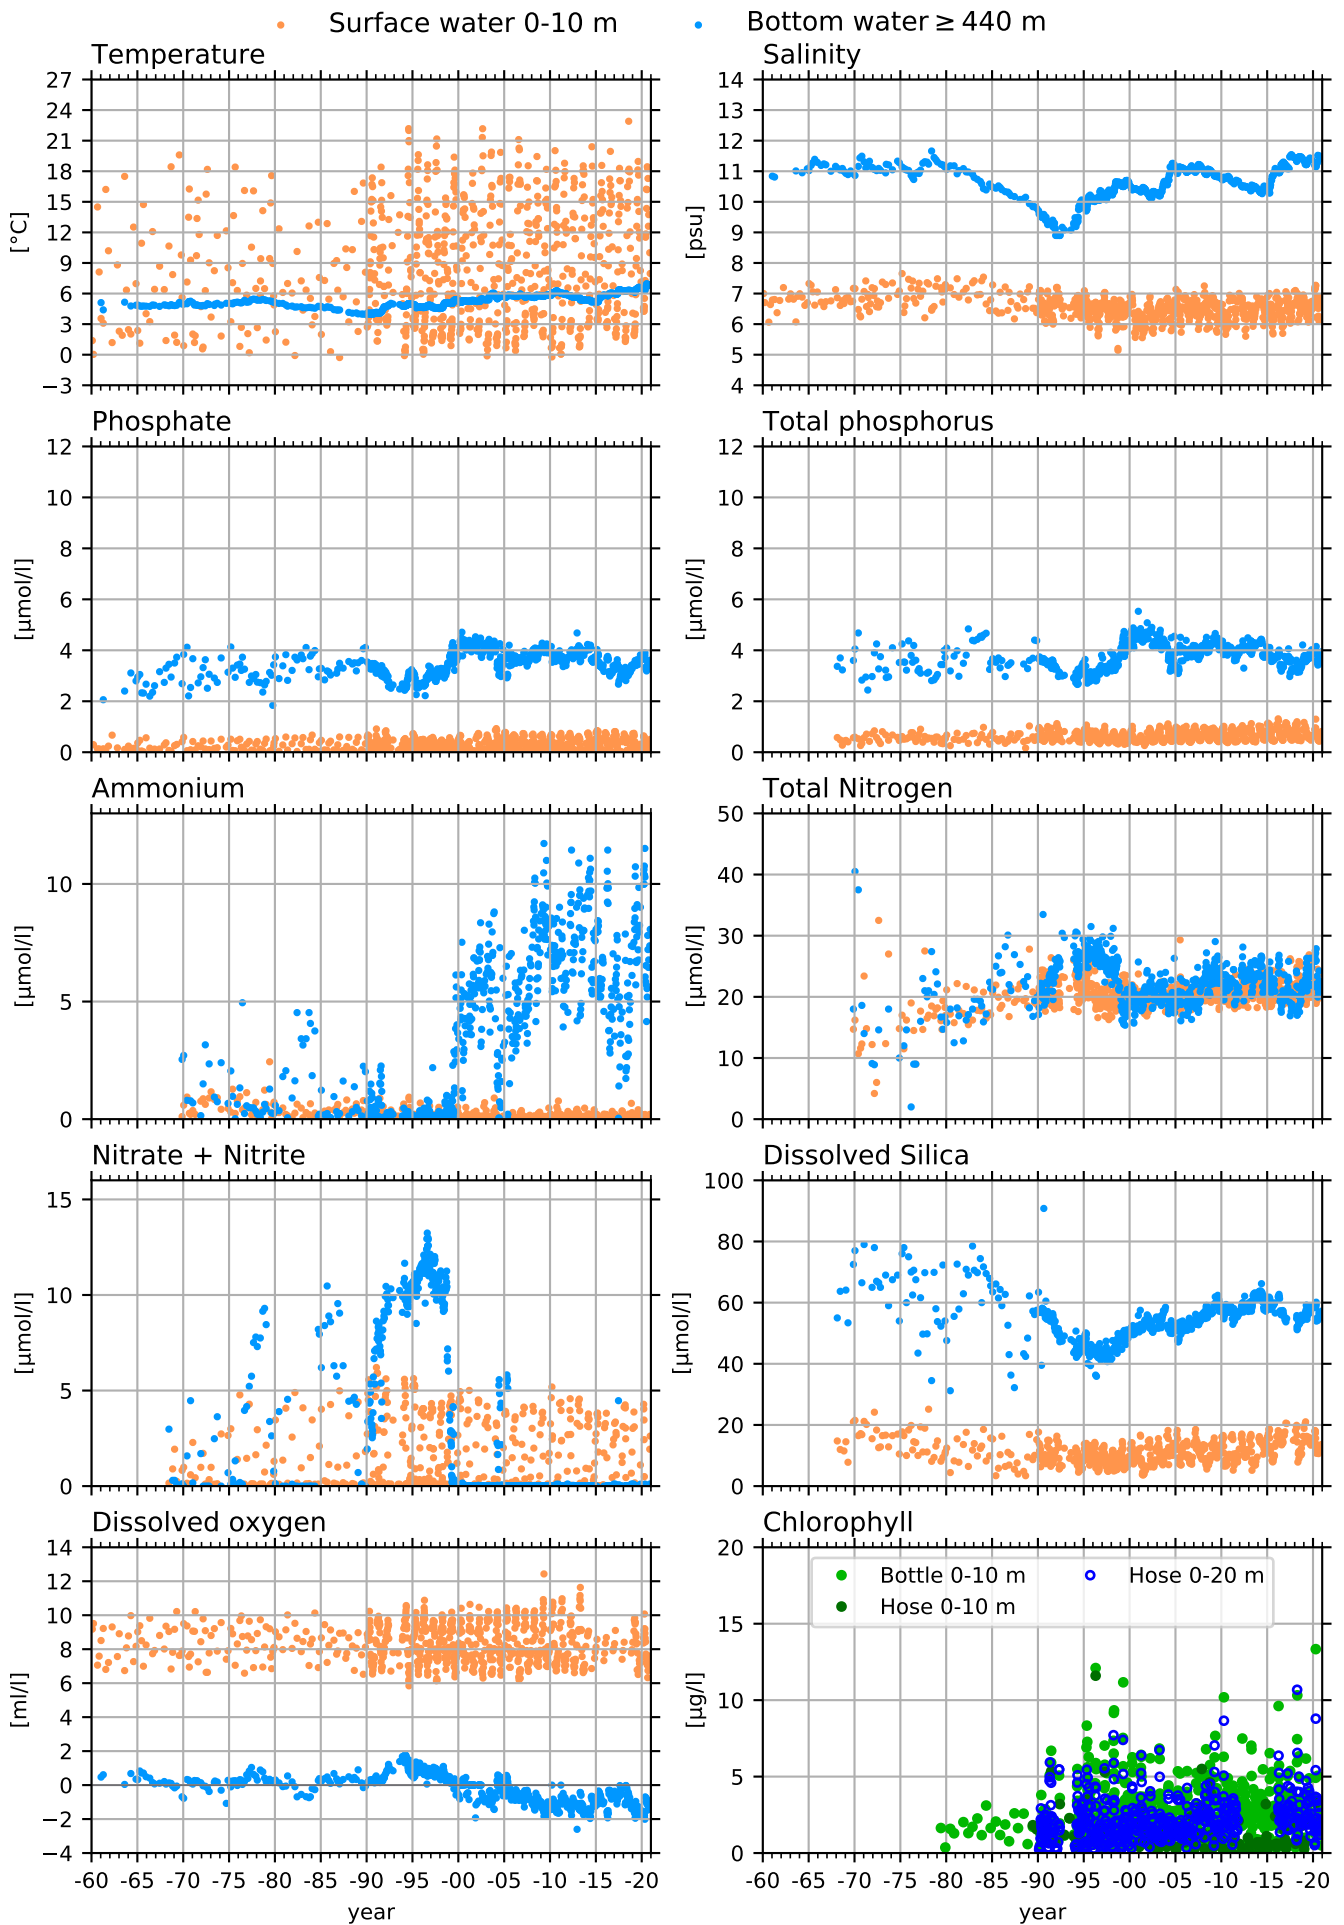 Surface water 0-10 m
Bottom water ≥ 440 m
Temperature
27
24
21
18
15
12
9
6
3
0
−3
[°C]
Salinity
14
13
12
11
10
9
8
7
6
5
4
[psu]
Phosphate
12
10
8
6
4
2
0
[µmol/l]
Total phosphorus
12
10
8
6
4
2
0
[µmol/l]
Ammonium
10
5
0
[µmol/l]
Total Nitrogen
50
40
30
20
10
0
[µmol/l]
Nitrate + Nitrite
15
10
5
0
[µmol/l]
Dissolved Silica
100
80
60
40
20
0
[µmol/l]
Dissolved oxygen
14
12
10
8
6
4
2
0
−2
−4
[ml/l]
-60 -65 -70 -75 -80 -85 -90 -95 -00 -05 -10 -15 -20
year
Chlorophyll
20
15
10
5
0
[µg/l]
Bottle 0-10 m
Hose 0-20 m
Hose 0-10 m
-60 -65 -70 -75 -80 -85 -90 -95 -00 -05 -10 -15 -20
year